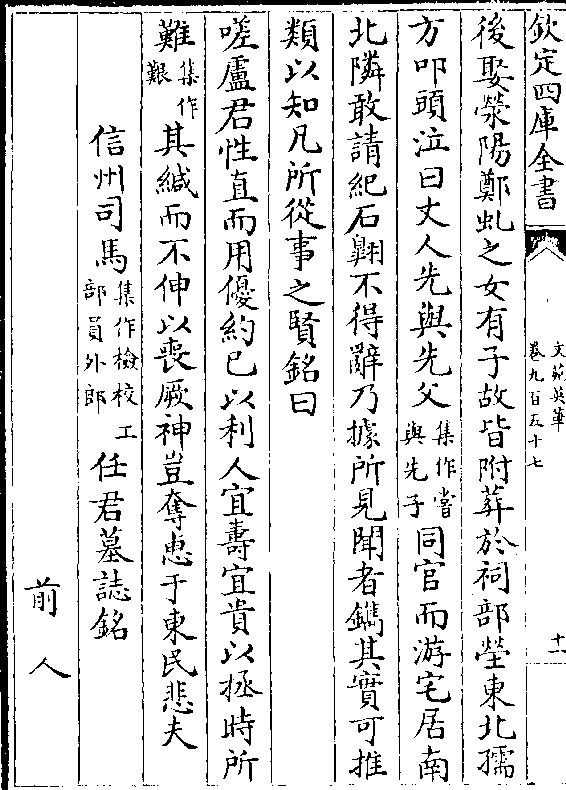 欽定四庫全書
文苑英華
卷九百五十七
十一
後娶滎陽鄭虬之女有子故皆附葬於祠部塋東北孺
方叩頭泣曰丈人先與先父集作嘗與先子同官而游宅居南
北隣敢請紀石翺不得辭乃據所見聞者鐫其實可推
類以知凡所從事之賢銘曰
嗟盧君性直而用優約已以利人宜壽宜貴以拯時所
難集作艱其緘而不伸以喪厥神豈奪惠于東民悲夫
信州司馬集作檢校工部員外郎任君墓誌銘
前人